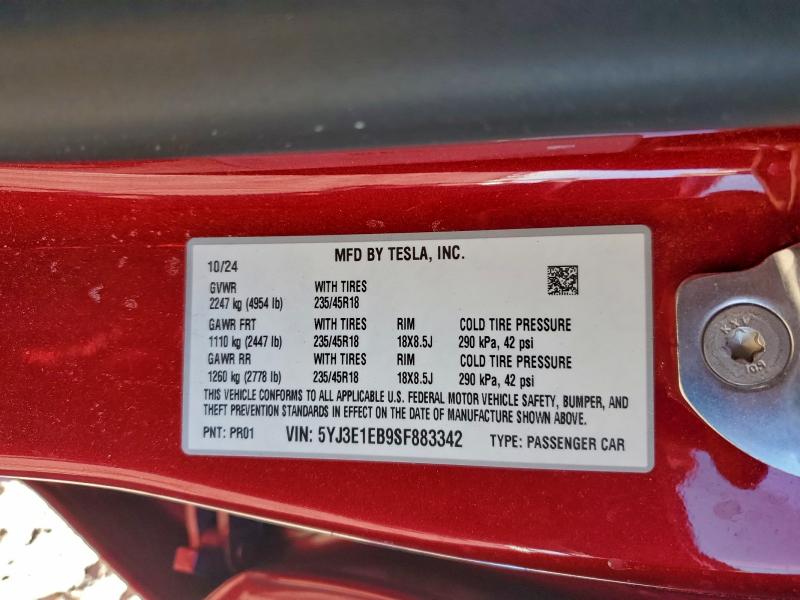 MFD BY TESLA, INC.
10/24
GVWR WITH TIRES
2247 kg (4954 lb) 235/45R18
GAWR FRT WITH TIRES RIM COLD TIRE PRESSURE
1110 kg (2447 lb) 235/45R18 18X8.5J 290 kPa, 42 psi
GAWR RR WITH TIRES RIM COLD TIRE PRESSURE
1260 kg (2778 lb) 235/45R18 18X8.5J 290 kPa, 42 psi
THIS VEHICLE CONFORMS TO ALL APPLICABLE U.S. FEDERAL MOTOR VEHICLE SAFETY, BUMPER, AND
THEFT PREVENTION STANDARDS IN EFFECT ON THE DATE OF MANUFACTURE SHOWN ABOVE.
PNT: PR01 VIN: 5YJ3E1EB9SF883342 TYPE: PASSENGER CAR